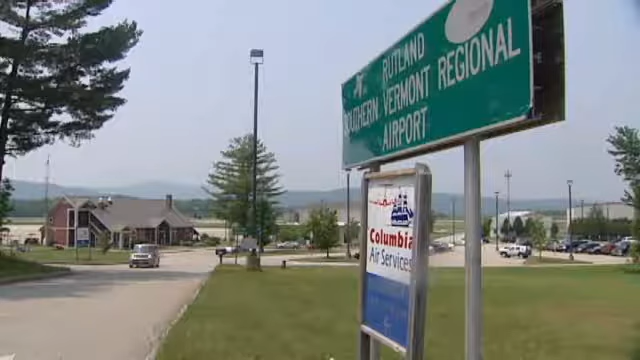 RUTLAND
SOUTHERN VERMONT REGIONAL
AIRPORT
Columbia
Air Services